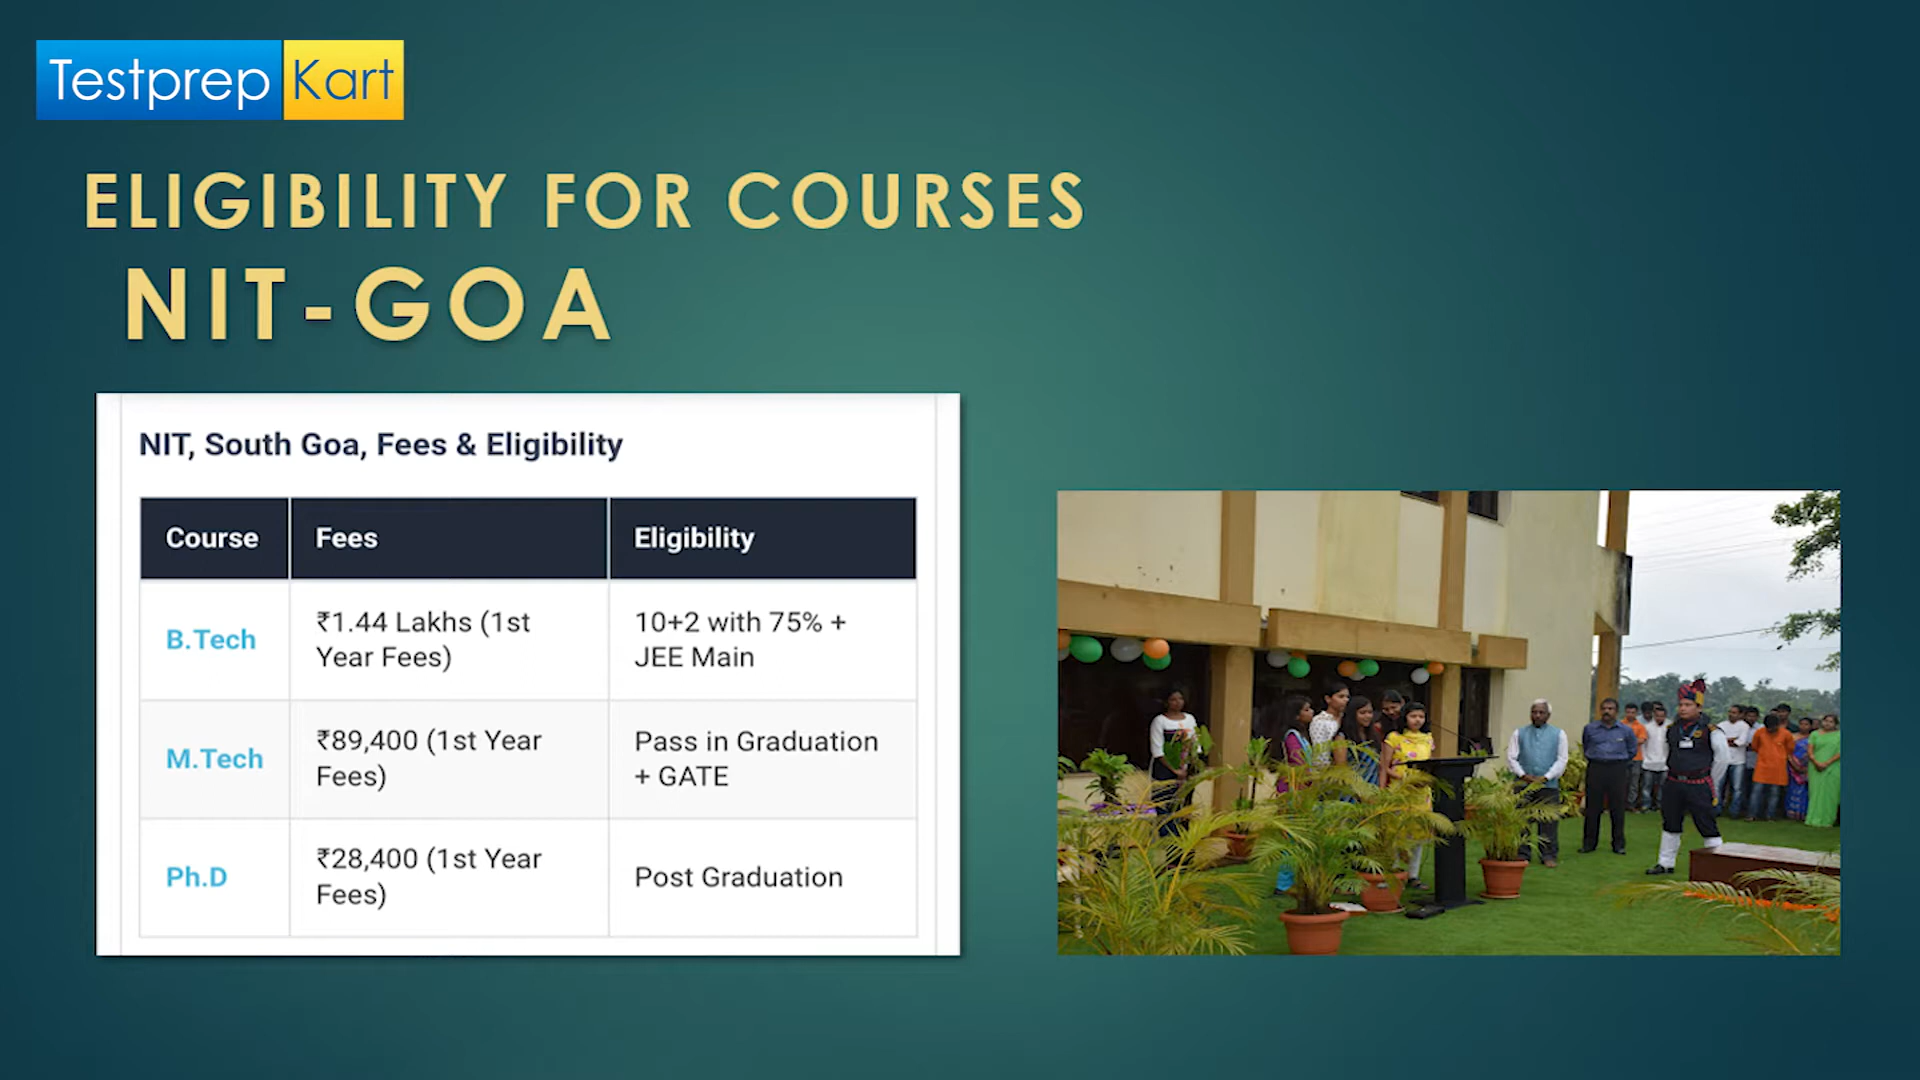 Testprep Kart
ELIGIBILITY FOR COURSES
NIT-GOA
NIT, South Goa, Fees & Eligibility
Course Fees Eligibility
B.Tech
₹1.44 Lakhs (1st
Year Fees)
10+2 with 75% +
JEE Main
M.Tech
₹89,400 (1st Year
Fees)
Pass in Graduation
+ GATE
Ph.D
₹28,400 (1st Year
Fees)
Post Graduation